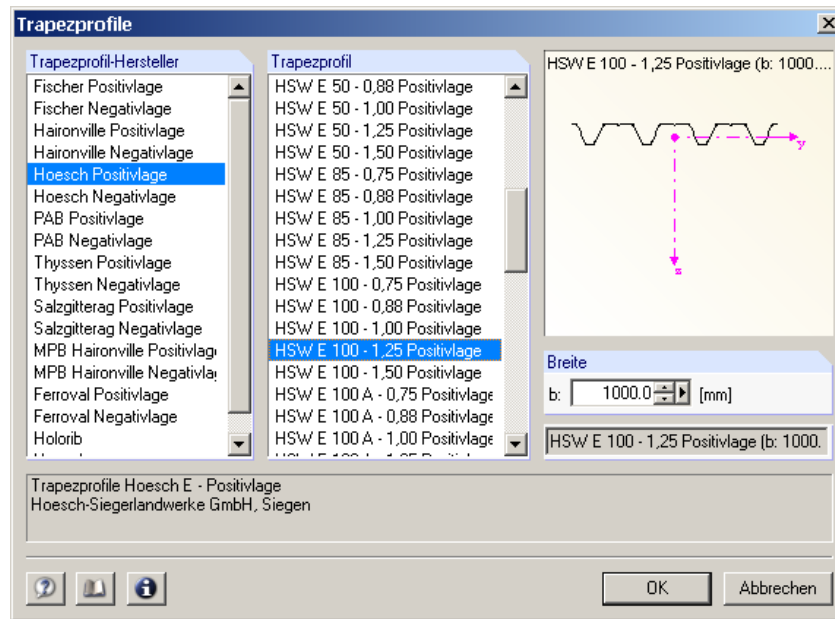 Trapezprofile
Trapezprofil-Hersteller
Fischer Positivlage
Fischer Negativlage
Haironville Positivlage
Haironville Negativlage
Hoesch Positivlage
Hoesch Negativlage
PAB Positivlage
PAB Negativlage
Thyssen Positivlage
Thyssen Negativlage
Salzgitterag Positivlage
Salzgitterag Negativlage
MPB Haironville Positivlag
MPB Haironville Negativla
Ferroval Positivlage
Ferroval Negativlage
Holorib
Trapezprofil
HSW E 50 - 0,88 Positivlage
HSW E 50 - 1,00 Positivlage
HSW E 50 - 1,25 Positivlage
HSW E 50 - 1,50 Positivlage
HSW E 85 - 0,75 Positivlage
HSW E 85 - 0,88 Positivlage
HSW E 85 - 1,00 Positivlage
HSW E 85 - 1,25 Positivlage
HSW E 85 - 1,50 Positivlage
HSW E 100 - 0,75 Positivlage
HSW E 100 - 0,88 Positivlage
HSW E 100 - 1,00 Positivlage
HSW E 100 - 1,25 Positivlage
HSW E 100 - 1,50 Positivlage
HSW E 100 A - 0,75 Positivlage
HSW E 100 A - 0,88 Positivlage
HSW E 100 A - 1,00 Positivlage
HSW E 100 - 1,25 Positivlage (b: 1000....
y
z
Breite
b: 1000.0 [mm]
HSW E 100 - 1,25 Positivlage (b: 1000.
Trapezprofile Hoesch E - Positivlage
Hoesch-Siegerlandwerke GmbH, Siegen
OK
Abbrechen